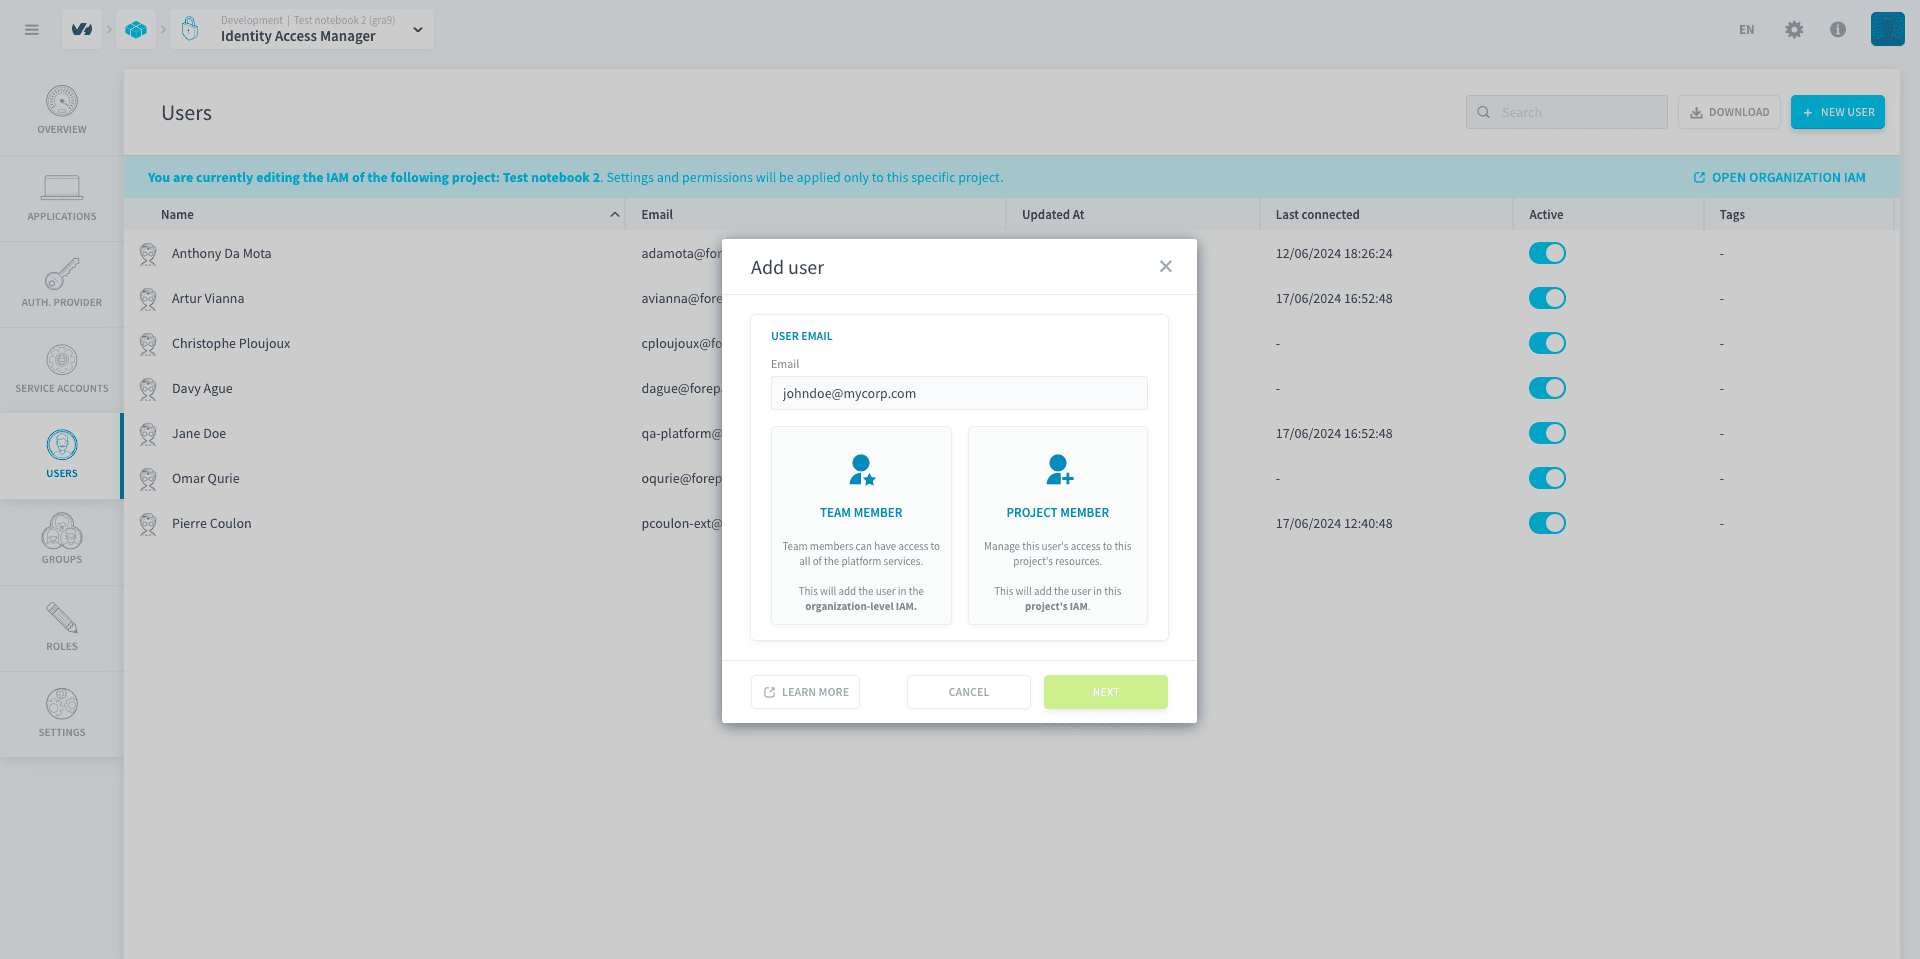 Development | Test notebook 2 (gra9)
Identity Access Manager
EN
OVERVIEW
APPLICATIONS
AUTH. PROVIDER
SERVICE ACCOUNTS
USERS
GROUPS
ROLES
SETTINGS
Users
Search
DOWNLOAD
+ NEW USER
You are currently editing the IAM of the following project: Test notebook 2. Settings and permissions will be applied only to this specific project.
OPEN ORGANIZATION IAM
Name Email Updated At Last connected Active Tags
Anthony Da Mota adamota@for 12/06/2024 18:26:24 -
Artur Vianna avianna@fore 17/06/2024 16:52:48 -
Christophe Ploujoux cploujoux@fo - -
Davy Ague dague@forep - -
Jane Doe qa-platform@ 17/06/2024 16:52:48 -
Omar Qurie oqurie@forep - -
Pierre Coulon pcoulon-ext@ 17/06/2024 12:40:48 -
Add user
USER EMAIL
Email
johndoe@mycorp.com
TEAM MEMBER
Team members can have access to
all of the platform services.
This will add the user in the
organization-level IAM.
PROJECT MEMBER
Manage this user's access to this
project's resources.
This will add the user in this
project's IAM.
LEARN MORE
CANCEL
NEXT